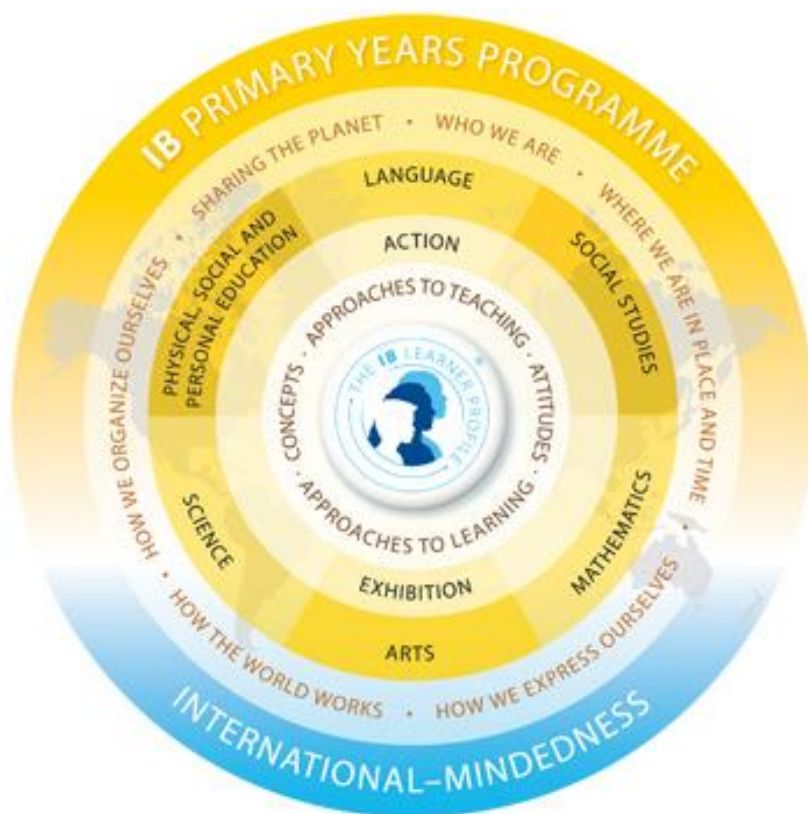 IB PRIMARY YEARS PROGRAMME
SHARING THE PLANET • WHO WE ARE • WHERE WE ARE IN PLACE AND TIME • HOW WE EXPRESS OURSELVES • HOW THE WORLD WORKS • HOW WE ORGANIZE OURSELVES •
LANGUAGE
SOCIAL STUDIES
MATHEMATICS
ARTS
SCIENCE
PHYSICAL, SOCIAL AND
PERSONAL EDUCATION
ACTION
EXHIBITION
APPROACHES TO TEACHING • ATTITUDES • APPROACHES TO LEARNING • CONCEPTS •
• THE IB LEARNER PROFILE •
®
INTERNATIONAL–MINDEDNESS